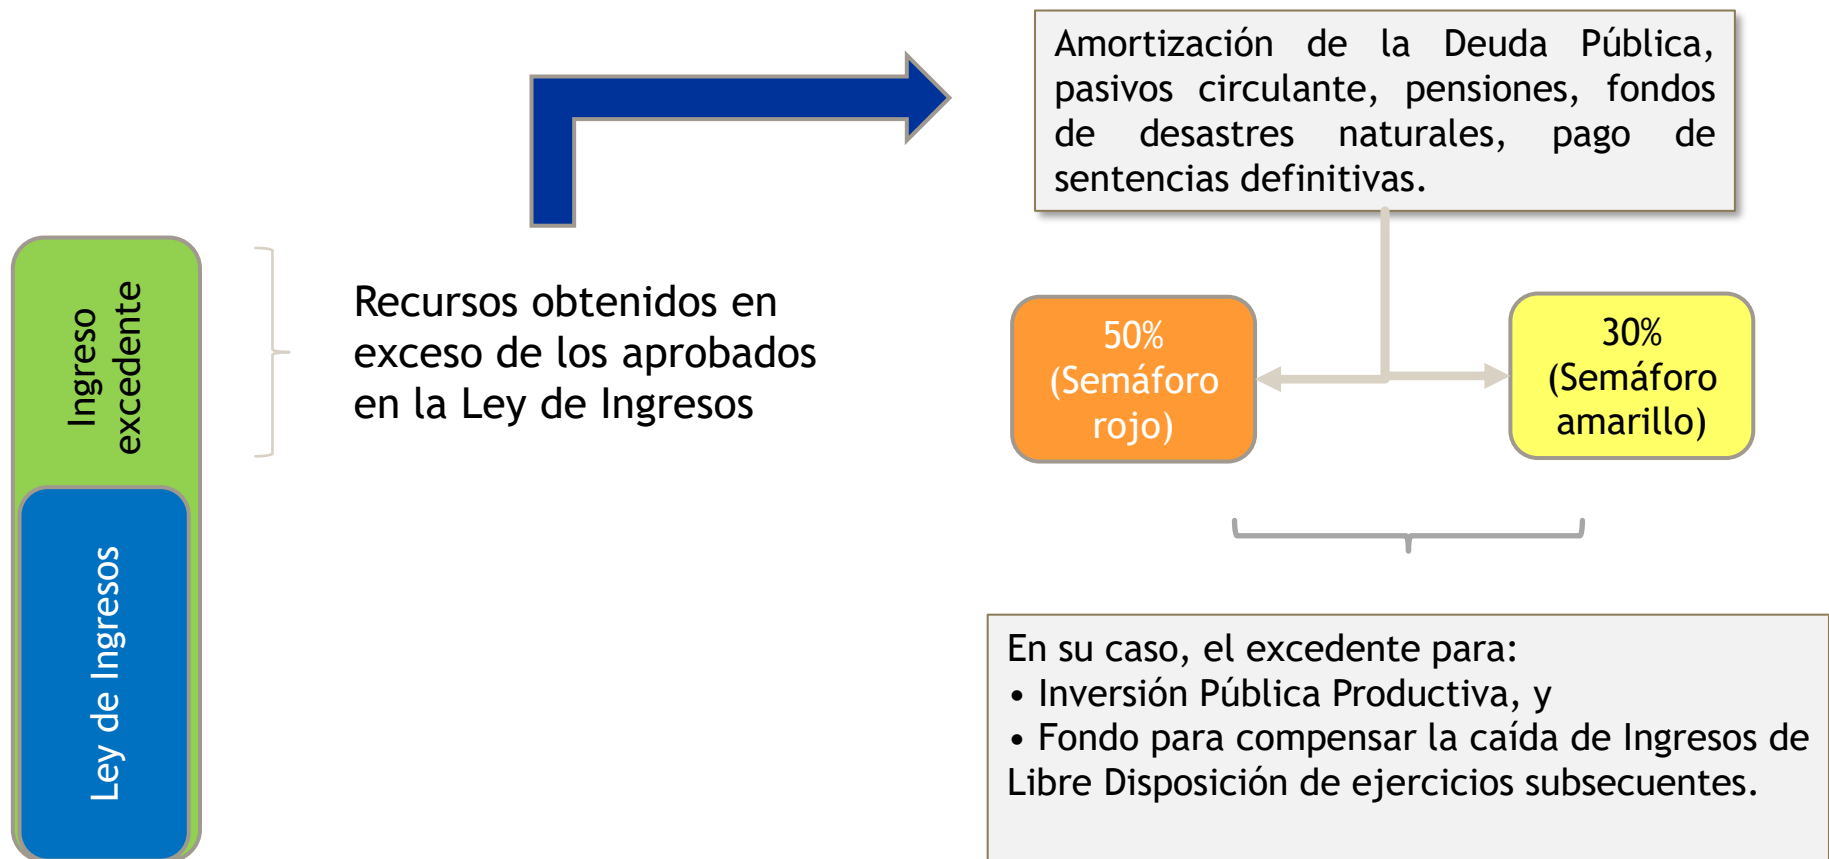 Amortización de la Deuda Pública,
pasivos circulante, pensiones, fondos
de desastres naturales, pago de
sentencias definitivas.
Ingreso
excedente
Recursos obtenidos en
exceso de los aprobados
en la Ley de Ingresos
50%
(Semáforo
rojo)
30%
(Semáforo
amarillo)
Ley de Ingresos
En su caso, el excedente para:
• Inversión Pública Productiva, y
• Fondo para compensar la caída de Ingresos de
Libre Disposición de ejercicios subsecuentes.